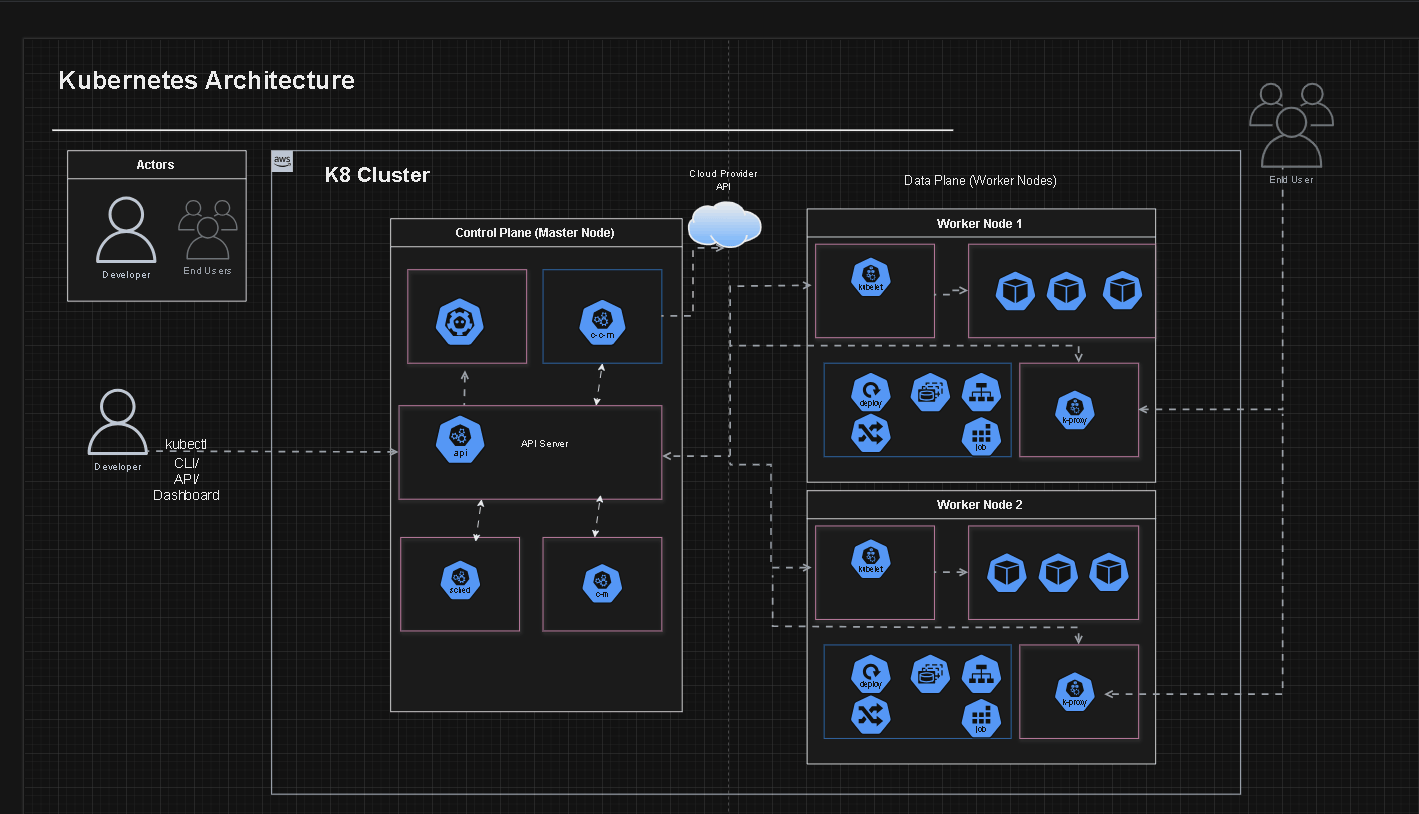 Kubernetes Architecture
Actors
Developer
End Users
aws
K8 Cluster
Cloud Provider
API
Data Plane (Worker Nodes)
End User
Control Plane (Master Node)
c-c-m
API Server
api
sched
c-m
Developer
kubectl
CLI/
API/
Dashboard
Worker Node 1
kubelet
deploy
job
k-proxy
Worker Node 2
kubelet
deploy
job
k-proxy